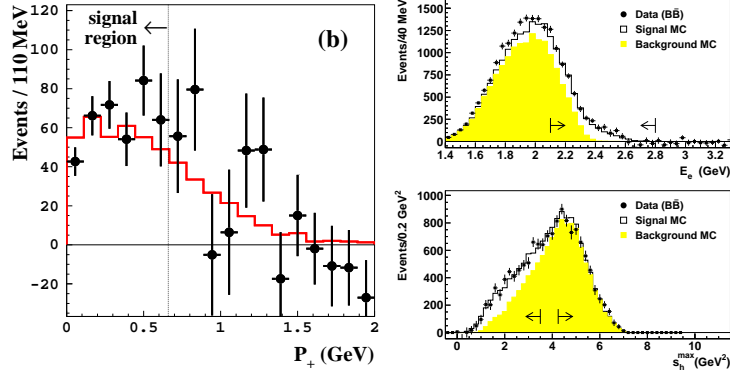 Events / 110 MeV
120
100
80
60
40
20
0
-20
signal
region
(b)
0
0.5
1
1.5
2
P+ (GeV)
Events/40 MeV
1500
1250
1000
750
500
250
0
Data (BB̄)
Signal MC
Background MC
1.4
1.6
1.8
2
2.2
2.4
2.6
2.8
3
3.2
E_e (GeV)
Events/0.2 GeV²
1000
800
600
400
200
0
Data (BB̄)
Signal MC
Background MC
0
2
4
6
8
10
s_h^max (GeV²)